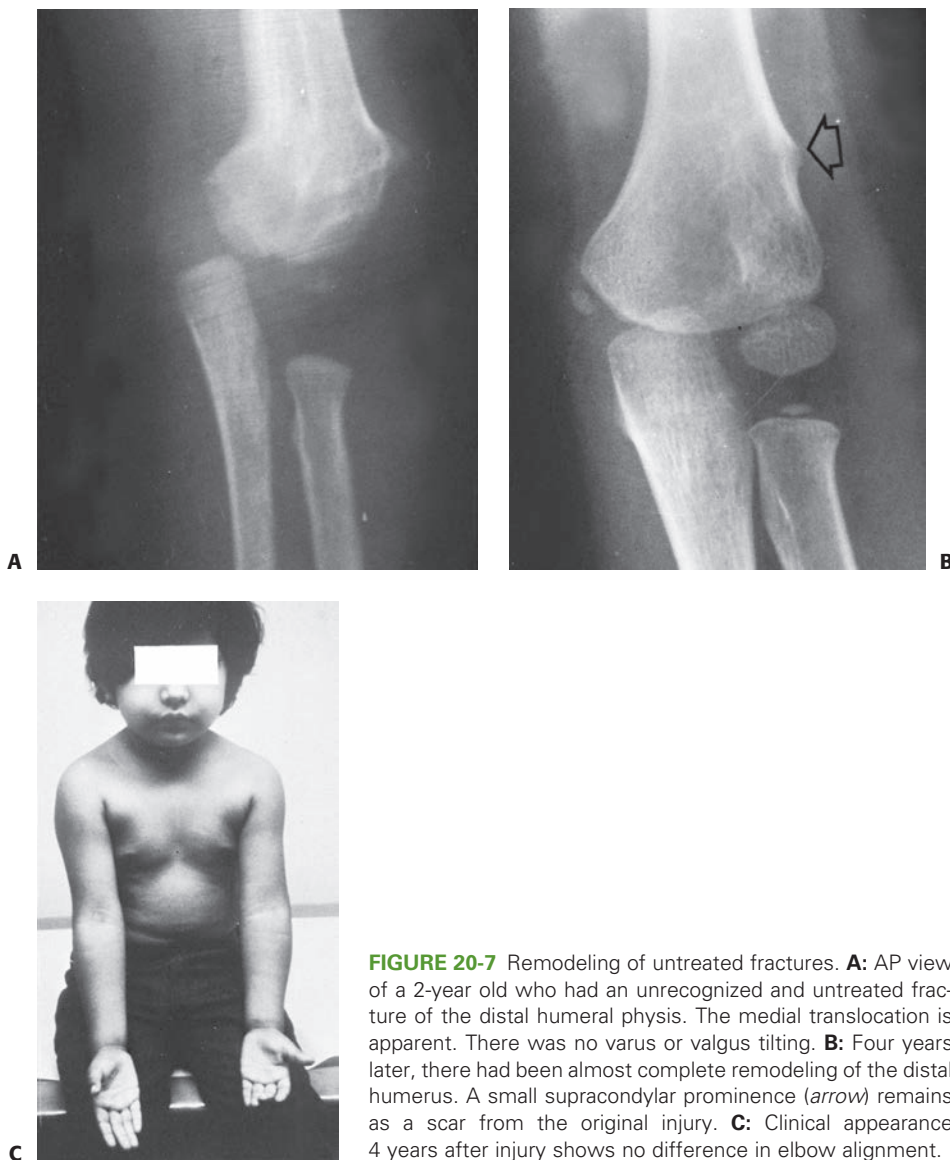 A
B
C
FIGURE 20-7 Remodeling of untreated fractures. A: AP view
of a 2-year old who had an unrecognized and untreated frac-
ture of the distal humeral physis. The medial translocation is
apparent. There was no varus or valgus tilting. B: Four years
later, there had been almost complete remodeling of the distal
humerus. A small supracondylar prominence (arrow) remains
as a scar from the original injury. C: Clinical appearance
4 years after injury shows no difference in elbow alignment.